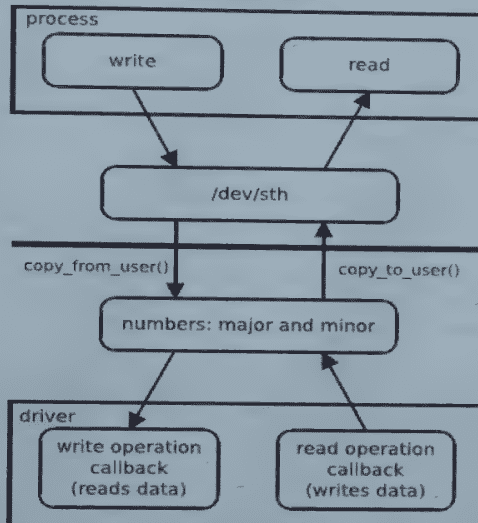 process
write
read
/dev/sth
copy_from_user()
copy_to_user()
numbers: major and minor
driver
write operation
callback
(reads data)
read operation
callback
(writes data)